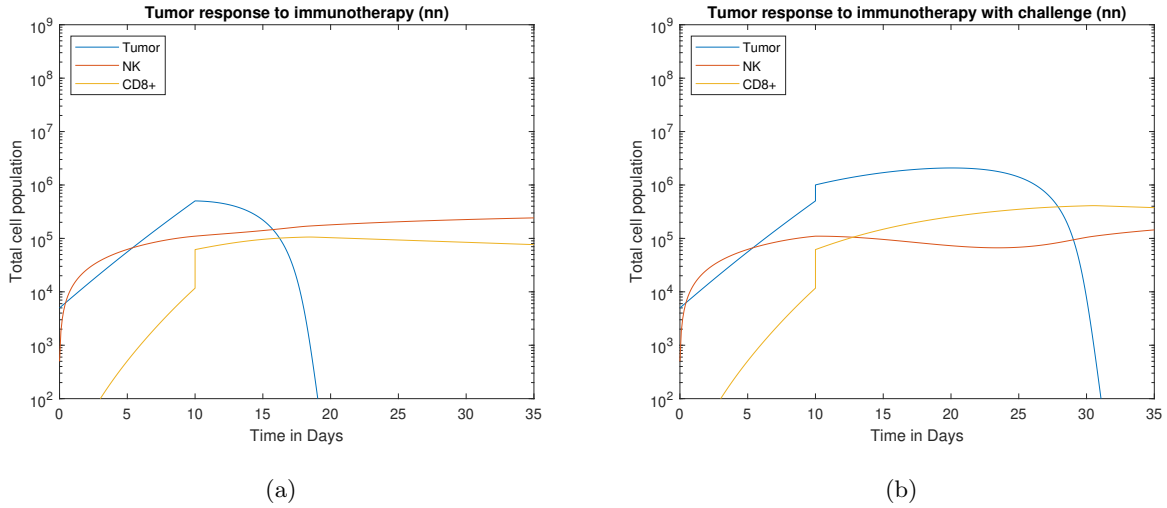 Tumor response to immunotherapy (nn)
Total cell population
10^9
10^8
10^7
10^6
10^5
10^4
10^3
10^2
Tumor
NK
CD8+
0 5 10 15 20 25 30 35
Time in Days
(a)
Tumor response to immunotherapy with challenge (nn)
Total cell population
10^9
10^8
10^7
10^6
10^5
10^4
10^3
10^2
Tumor
NK
CD8+
0 5 10 15 20 25 30 35
Time in Days
(b)